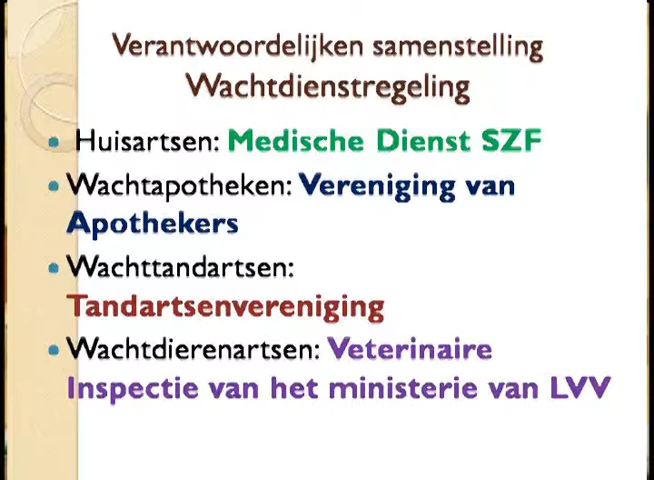 Verantwoordelijken samenstelling
Wachtdienstregeling
Huisartsen: Medische Dienst SZF
Wachtapotheken: Vereniging van
Apothekers
Wachttandartsen:
Tandartsenvereniging
Wachtdierenartsen: Veterinaire
Inspectie van het ministerie van LVV